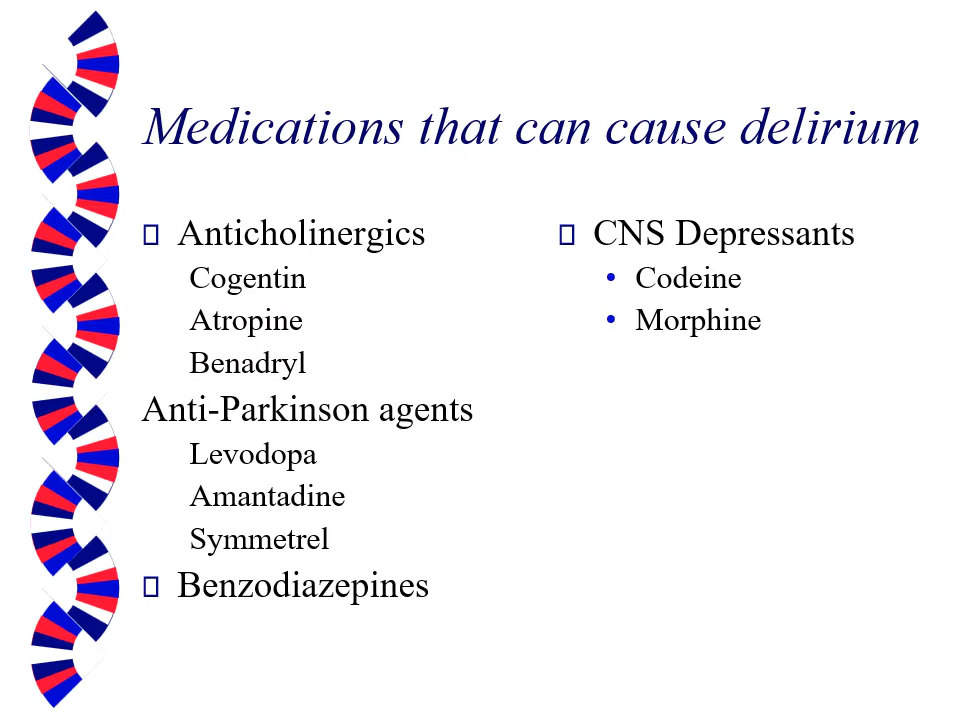 Medications that can cause delirium
Anticholinergics
Cogentin
Atropine
Benadryl
Anti-Parkinson agents
Levodopa
Amantadine
Symmetrel
Benzodiazepines
CNS Depressants
• Codeine
• Morphine